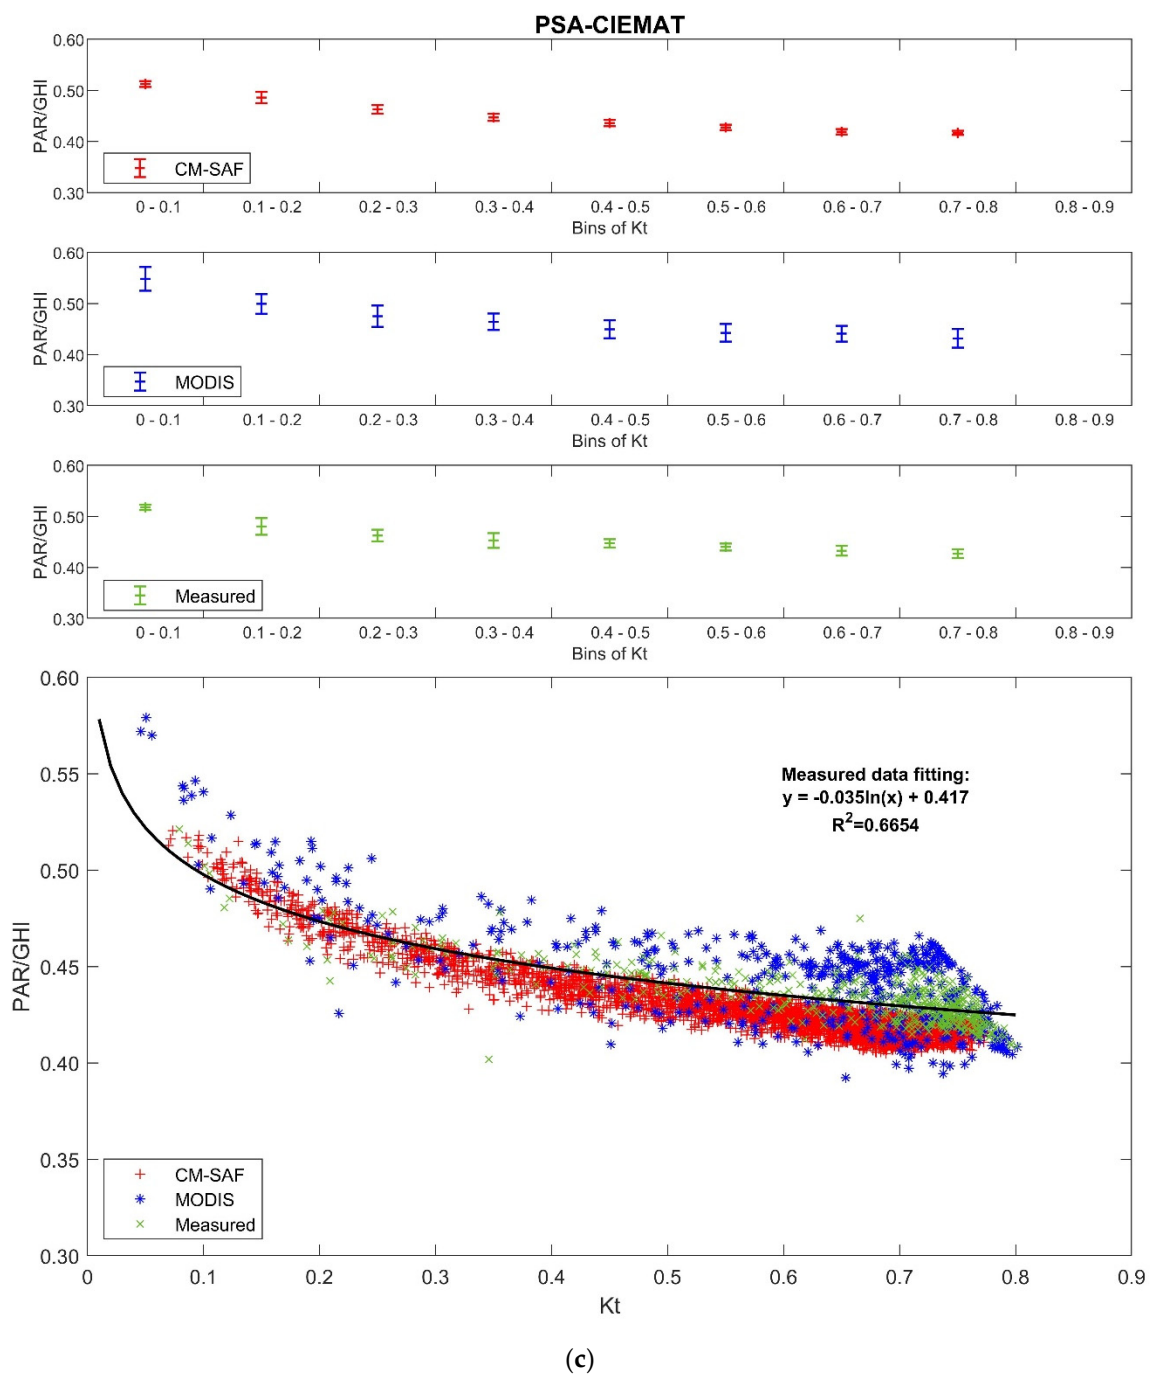 PSA-CIEMAT
0.60
0.50
0.40
0.30
PAR/GHI
CM-SAF
0 - 0.1 0.1 - 0.2 0.2 - 0.3 0.3 - 0.4 0.4 - 0.5 0.5 - 0.6 0.6 - 0.7 0.7 - 0.8 0.8 - 0.9
Bins of Kt
0.60
0.50
0.40
0.30
PAR/GHI
MODIS
0 - 0.1 0.1 - 0.2 0.2 - 0.3 0.3 - 0.4 0.4 - 0.5 0.5 - 0.6 0.6 - 0.7 0.7 - 0.8 0.8 - 0.9
Bins of Kt
0.60
0.50
0.40
0.30
PAR/GHI
Measured
0 - 0.1 0.1 - 0.2 0.2 - 0.3 0.3 - 0.4 0.4 - 0.5 0.5 - 0.6 0.6 - 0.7 0.7 - 0.8 0.8 - 0.9
Bins of Kt
0.60
0.55
0.50
0.45
0.40
0.35
0.30
PAR/GHI
Measured data fitting:
y = -0.035ln(x) + 0.417
R²=0.6654
CM-SAF
MODIS
Measured
0 0.1 0.2 0.3 0.4 0.5 0.6 0.7 0.8 0.9
Kt
(c)